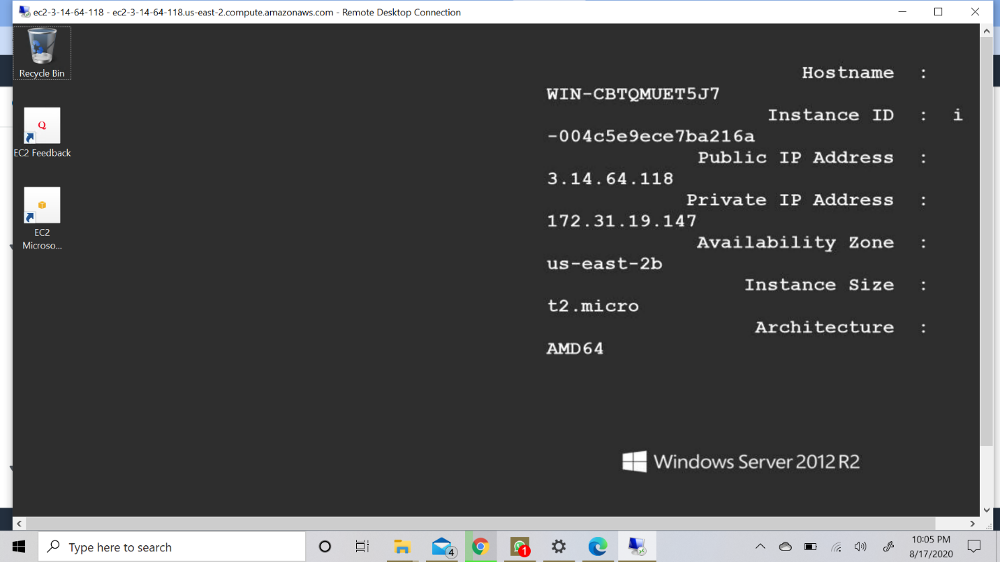 ec2-3-14-64-118 - ec2-3-14-64-118.us-east-2.compute.amazonaws.com - Remote Desktop Connection
Recycle Bin
Q
EC2 Feedback
EC2
Microso...
Hostname :
WIN-CBTQMUET5J7
Instance ID : i
-004c5e9ece7ba216a
Public IP Address :
3.14.64.118
Private IP Address :
172.31.19.147
Availability Zone :
us-east-2b
Instance Size :
t2.micro
Architecture :
AMD64
Windows Server 2012 R2
Type here to search
4
1
10:05 PM
8/17/2020